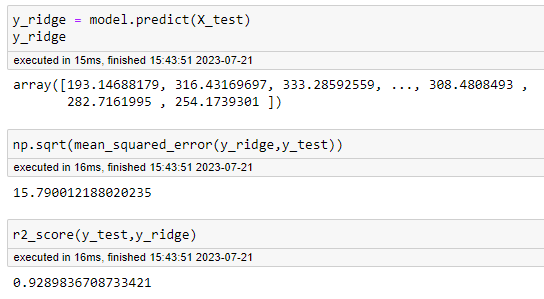 y_ridge = model.predict(X_test)
y_ridge
executed in 15ms, finished 15:43:51 2023-07-21
array([193.14688179, 316.43169697, 333.28592559, ..., 308.4808493 ,
       282.7161995 , 254.1739301 ])
np.sqrt(mean_squared_error(y_ridge,y_test))
executed in 16ms, finished 15:43:51 2023-07-21
15.790012188020235
r2_score(y_test,y_ridge)
executed in 16ms, finished 15:43:51 2023-07-21
0.9289836708733421